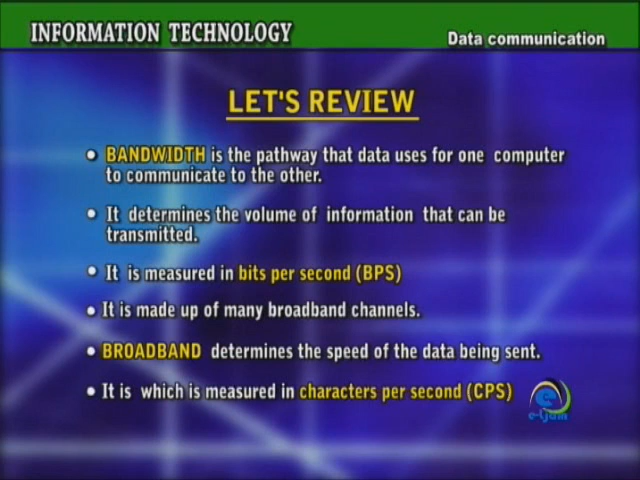 INFORMATION TECHNOLOGY
Data communication
LET'S REVIEW
• BANDWIDTH is the pathway that data uses for one computer
to communicate to the other.
• It determines the volume of information that can be
transmitted.
• It is measured in bits per second (BPS)
• It is made up of many broadband channels.
• BROADBAND determines the speed of the data being sent.
• It is which is measured in characters per second (CPS)
e-ljam